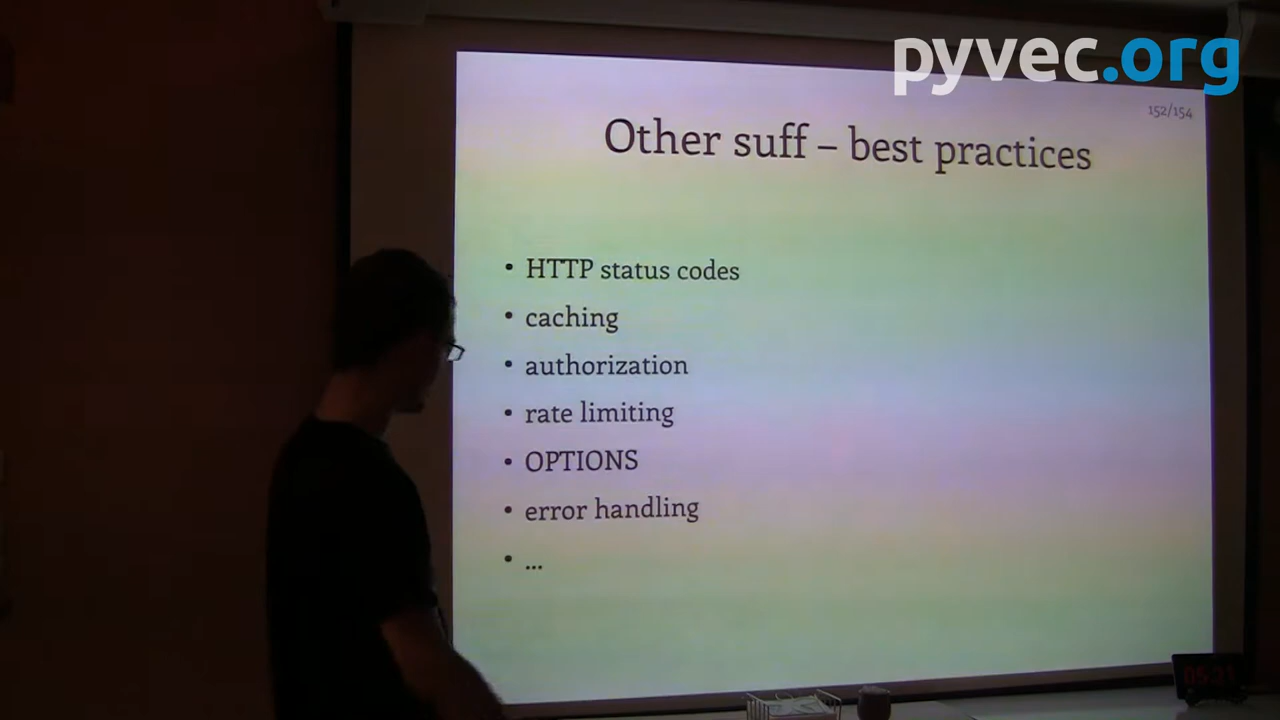 pyvec.org
152/154
Other suff – best practices
• HTTP status codes
• caching
• authorization
• rate limiting
• OPTIONS
• error handling
• ...